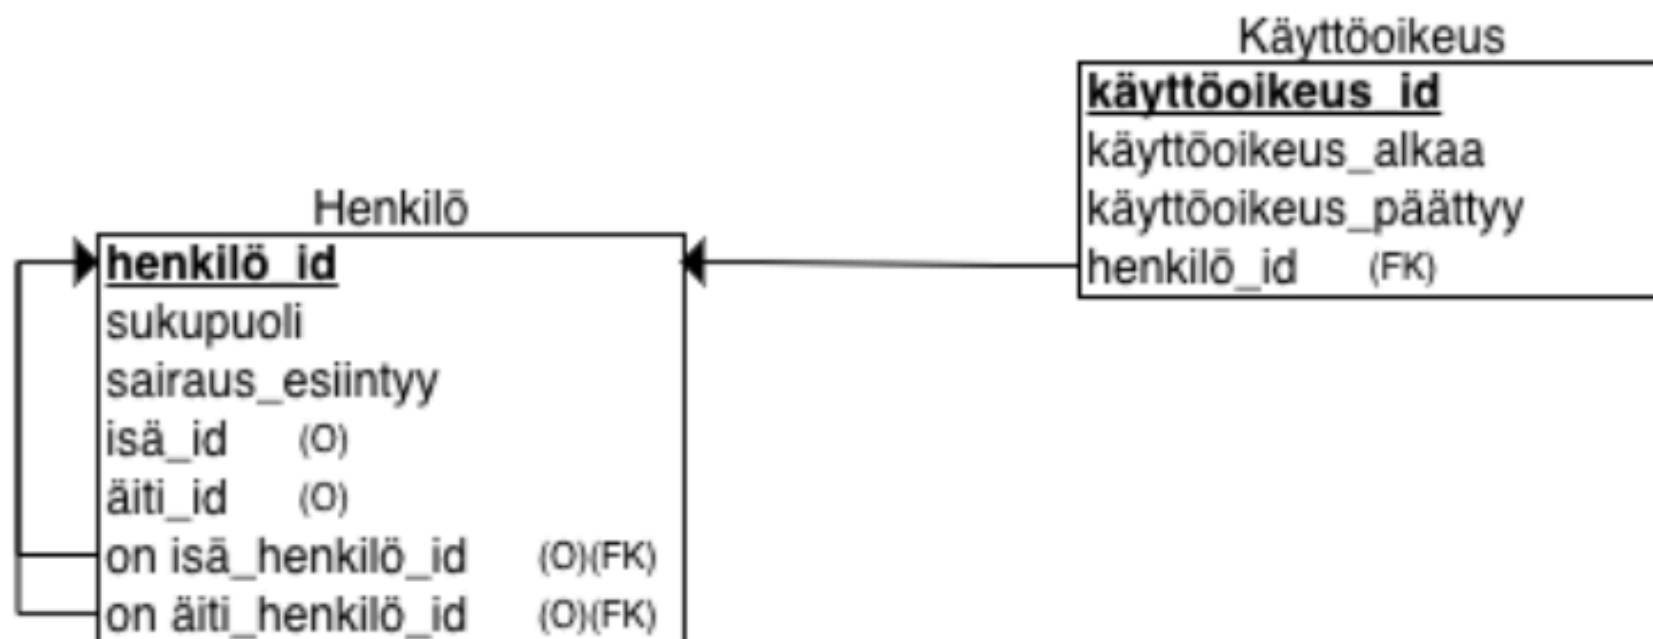 Käyttöoikeus
käyttöoikeus_id
käyttöoikeus_alkaa
käyttöoikeus_päättyy
henkilö_id (FK)
Henkilö
henkilö_id
sukupuoli
sairaus_esiintyy
isä_id (O)
äiti_id (O)
on isä_henkilö_id (O)(FK)
on äiti_henkilö_id (O)(FK)